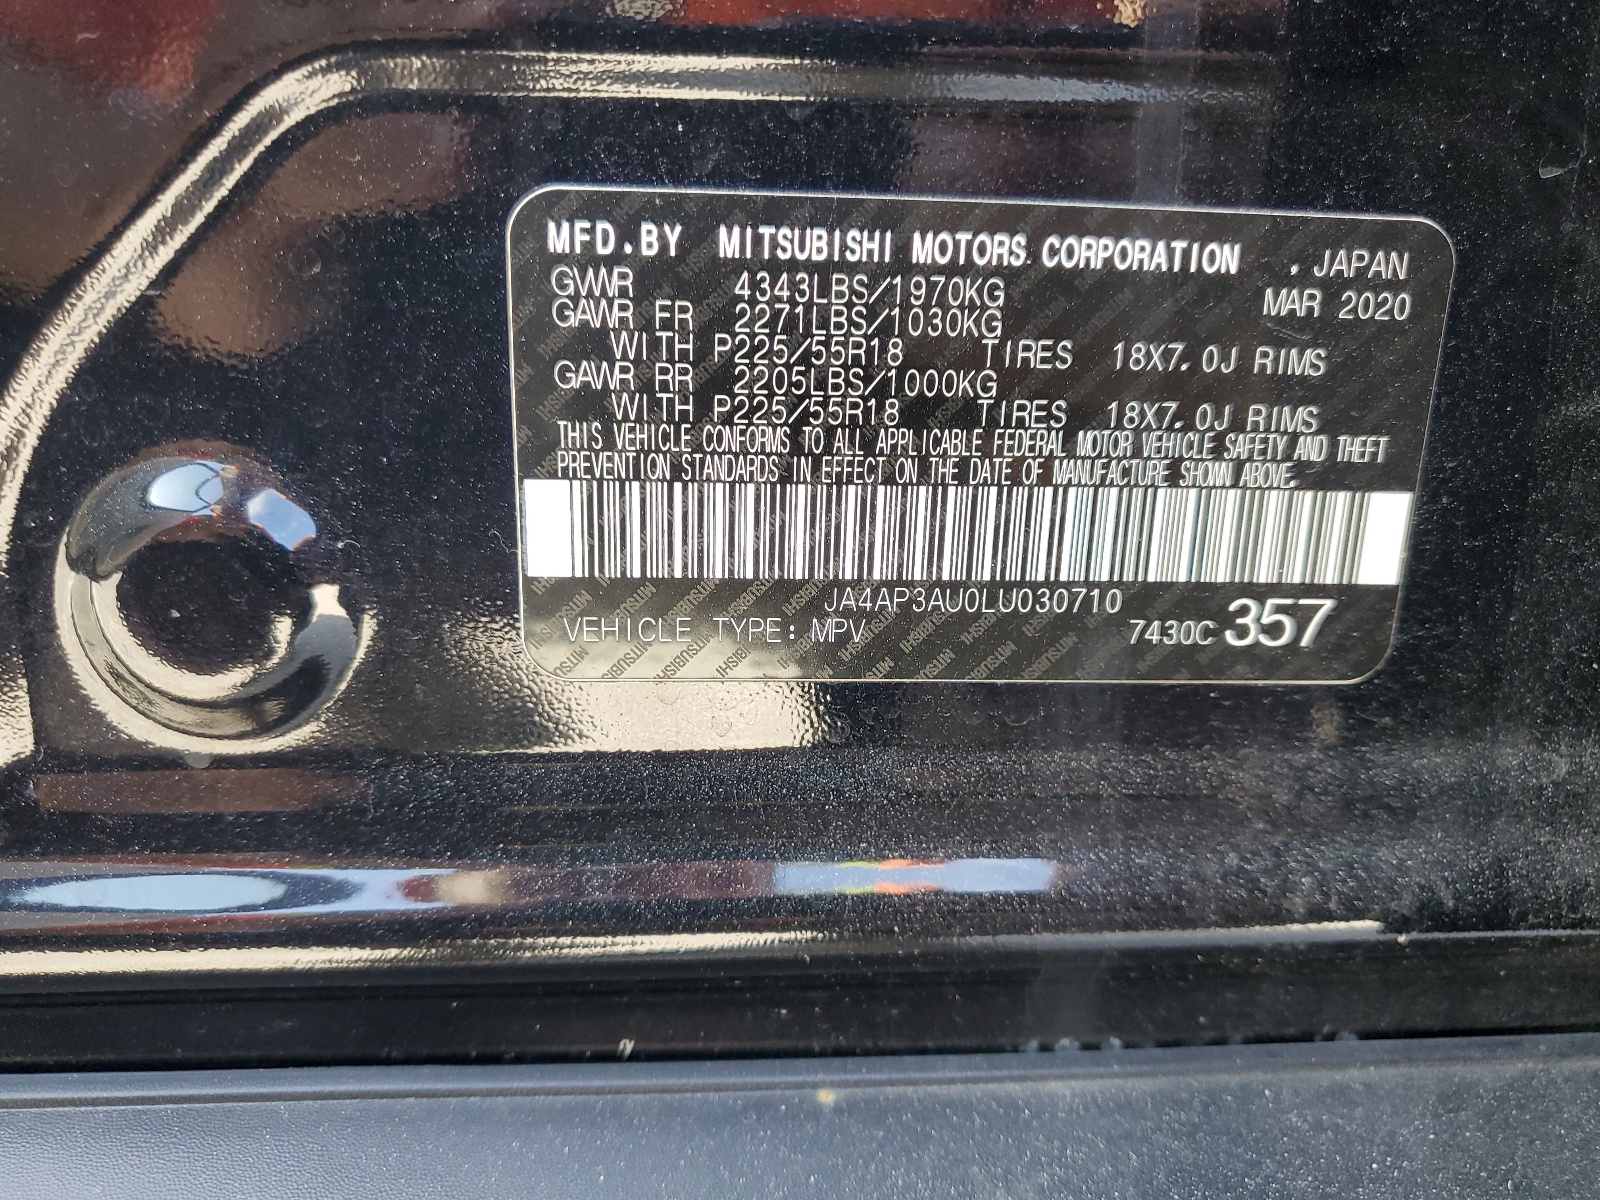 MFD.BY MITSUBISHI MOTORS CORPORATION , JAPAN
GVWR 4343LBS/1970KG MAR 2020
GAWR FR 2271LBS/1030KG
WITH P225/55R18 TIRES 18X7.0J RIMS
GAWR RR 2205LBS/1000KG
WITH P225/55R18 TIRES 18X7.0J RIMS
THIS VEHICLE CONFORMS TO ALL APPLICABLE FEDERAL MOTOR VEHICLE SAFETY AND THEFT
PREVENTION STANDARDS IN EFFECT ON THE DATE OF MANUFACTURE SHOWN ABOVE.
JA4AP3AU0LU030710
VEHICLE TYPE: MPV 7430C 357